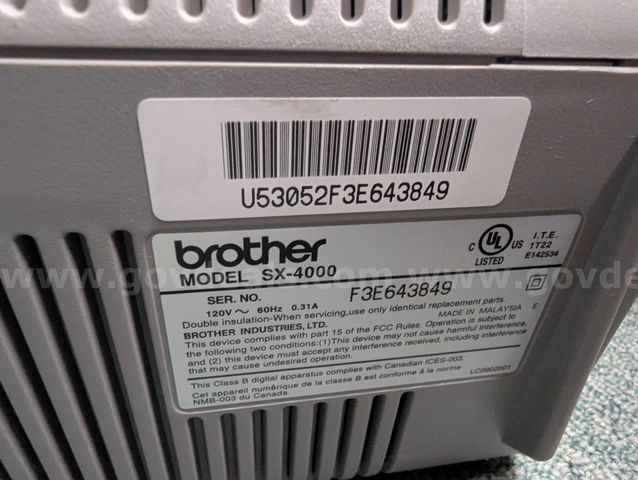 U53052F3E643849
brother
MODEL SX-4000
C UL US LISTED
I.T.E.
1T22
E142534
SER. NO. F3E643849
120V ~ 60Hz 0.31A
MADE IN MALAYSIA E
Double insulation-When servicing,use only identical replacement parts.
BROTHER INDUSTRIES, LTD.
This device complies with part 15 of the FCC Rules. Operation is subject to
the following two conditions:(1)This device may not cause harmful interference,
and (2) this device must accept any interference received, including interference
that may cause undesired operation.
This Class B digital apparatus complies with Canadian ICES-003.
Cet appareil numérique de la classe B est conforme à la norme
NMB-003 du Canada.
LC0902001